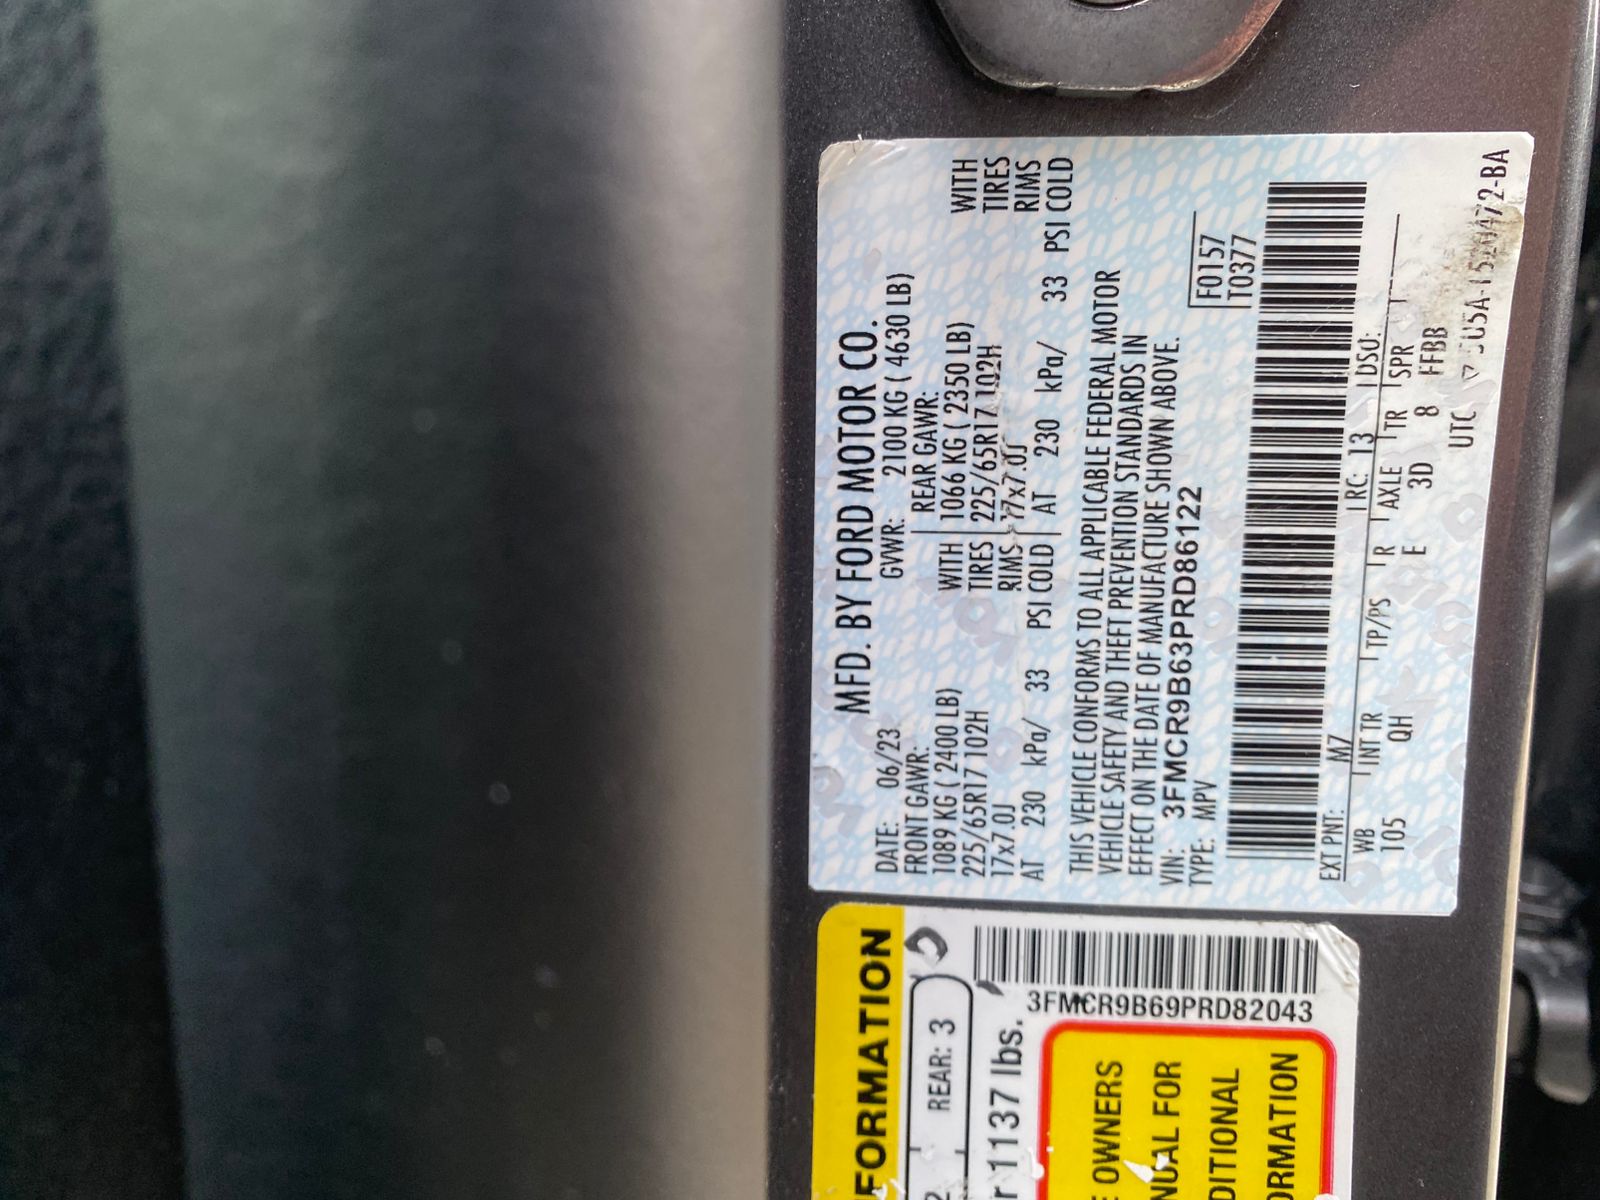 MFD. BY FORD MOTOR CO.
DATE: 06/23 GVWR: 2100 KG ( 4630 LB)
FRONT GAWR: REAR GAWR:
1089 KG ( 2400 LB) WITH 1066 KG ( 2350 LB) WITH
225/65R17 102H TIRES 225/65R17 102H TIRES
17x7.0J RIMS 17x7.0J RIMS
AT 230 kPa/ 33 PSI COLD AT 230 kPa/ 33 PSI COLD
THIS VEHICLE CONFORMS TO ALL APPLICABLE FEDERAL MOTOR
VEHICLE SAFETY AND THEFT PREVENTION STANDARDS IN
EFFECT ON THE DATE OF MANUFACTURE SHOWN ABOVE.
VIN: 3FMCR9B63PRD86122 F0157
TYPE: MPV T0377
EXT PNT: M7 RC: 13 DSO:
WB INT TR TP/PS R AXLE TR SPR
105 QH E 3D 8 FFBB
UTC
FORMATION
2 REAR: 3
r 1137 lbs.
3FMCR9B69PRD82043
E OWNERS
NUAL FOR
DITIONAL
ORMATION